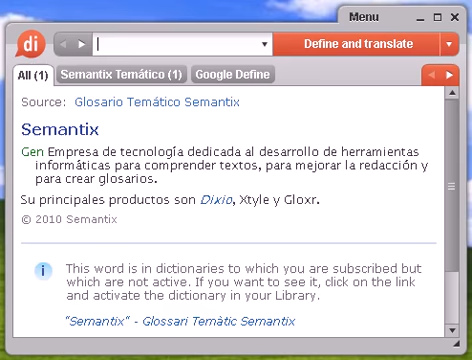 Menu
di
Define and translate
All (1)
Semantix Temático (1)
Google Define
Source: Glosario Temático Semantix
Semantix
Gen Empresa de tecnología dedicada al desarrollo de herramientas
informáticas para comprender textos, para mejorar la redacción y
para crear glosarios.
Su principales productos son Dixio, Xtyle y Gloxr.
© 2010 Semantix
i
This word is in dictionaries to which you are subscribed but
which are not active. If you want to see it, click on the link
and activate the dictionary in your Library.
"Semantix" - Glossari Temàtic Semantix